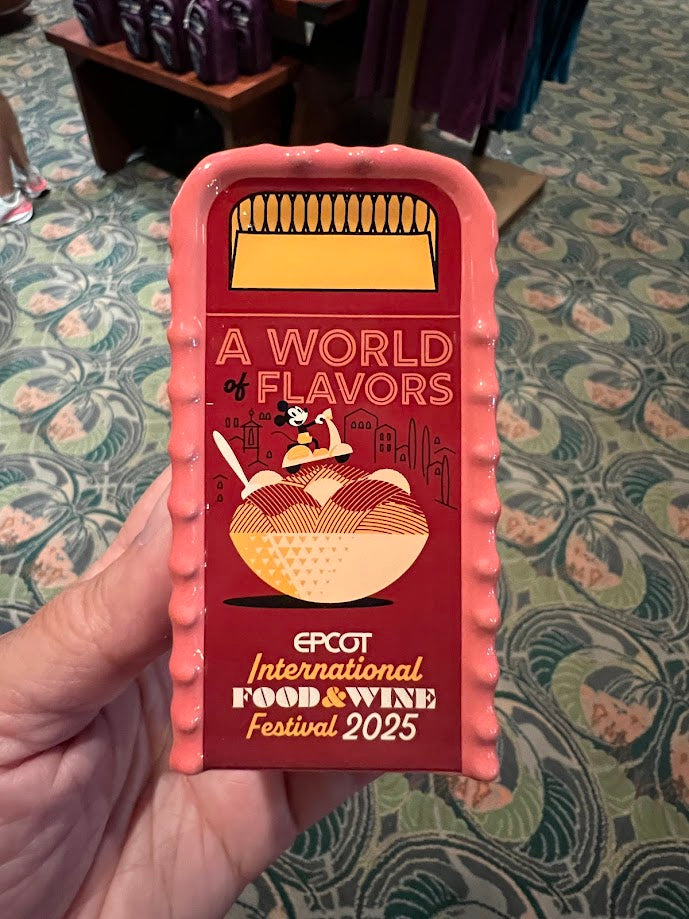 A WORLD
of FLAVORS
EPCOT
International
FOOD & WINE
Festival 2025